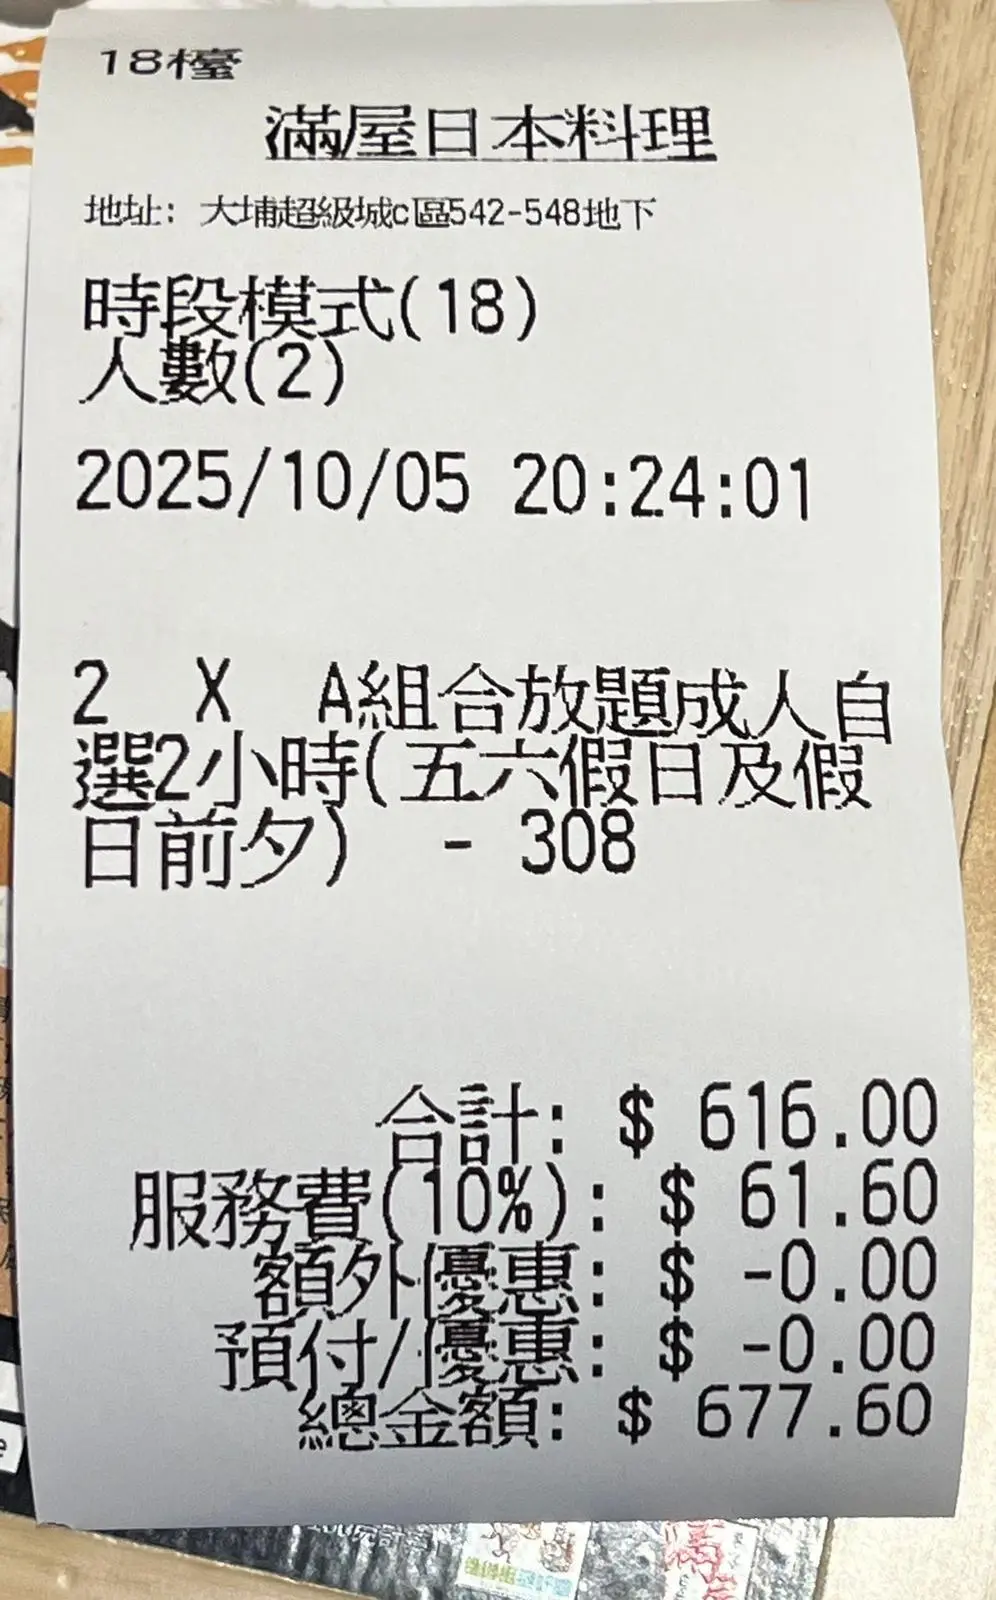 18檯
滿屋日本料理
地址: 大埔超級城c區542-548地下
時段模式(18)
人數(2)
2025/10/05 20:24:01
2 X A組合放題成人自
選2小時(五六假日及假
日前夕) - 308
合計: $ 616.00
服務費(10%): $ 61.60
額外優惠: $ -0.00
預付/優惠: $ -0.00
總金額: $ 677.60